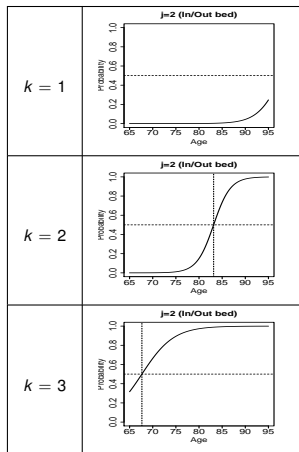 j=2 (In/Out bed)
k = 1
Probability
0.0 0.2 0.4 0.6 0.8 1.0
65 70 75 80 85 90 95
Age
j=2 (In/Out bed)
k = 2
Probability
0.0 0.2 0.4 0.6 0.8 1.0
65 70 75 80 85 90 95
Age
j=2 (In/Out bed)
k = 3
Probability
0.0 0.2 0.4 0.6 0.8 1.0
65 70 75 80 85 90 95
Age